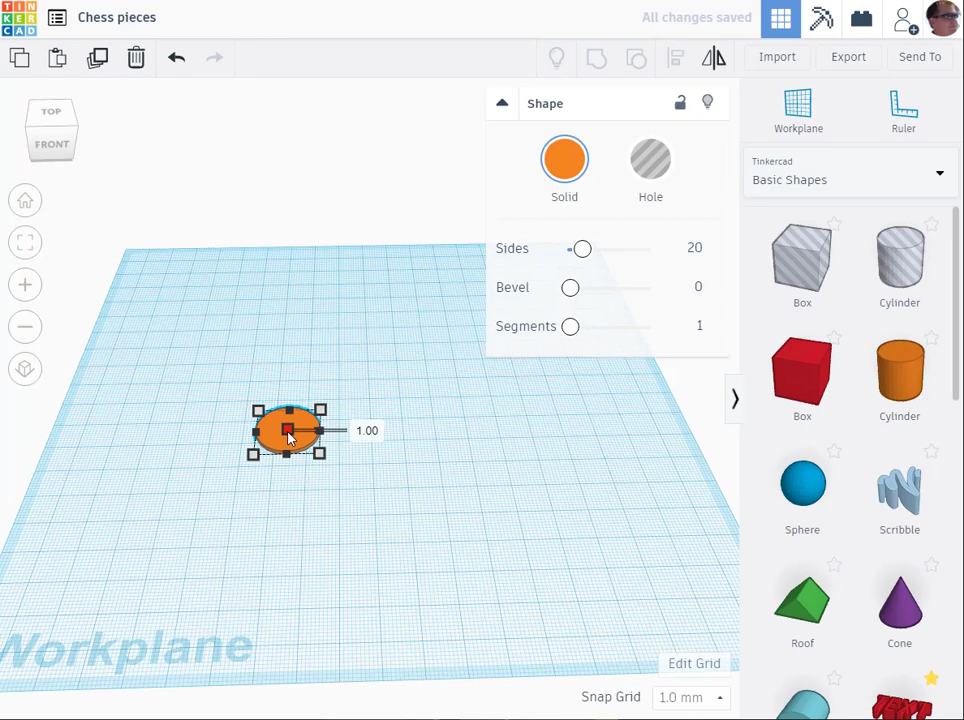 TIN
KER
CAD
Chess pieces
All changes saved
Import
Export
Send To
TOP
FRONT
Shape
Solid
Hole
Sides
20
Bevel
0
Segments
1
Workplane
Ruler
Tinkercad
Basic Shapes
Box
Cylinder
Box
Cylinder
Sphere
Scribble
Roof
Cone
TEXT
1.00
Workplane
Edit Grid
Snap Grid
1.0 mm